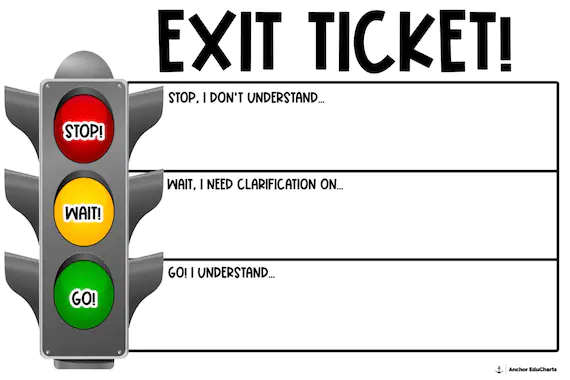 EXIT TICKET!
STOP, I DON'T UNDERSTAND...
STOP!
WAIT, I NEED CLARIFICATION ON...
WAIT!
GO! I UNDERSTAND...
GO!
Anchor EduCharts